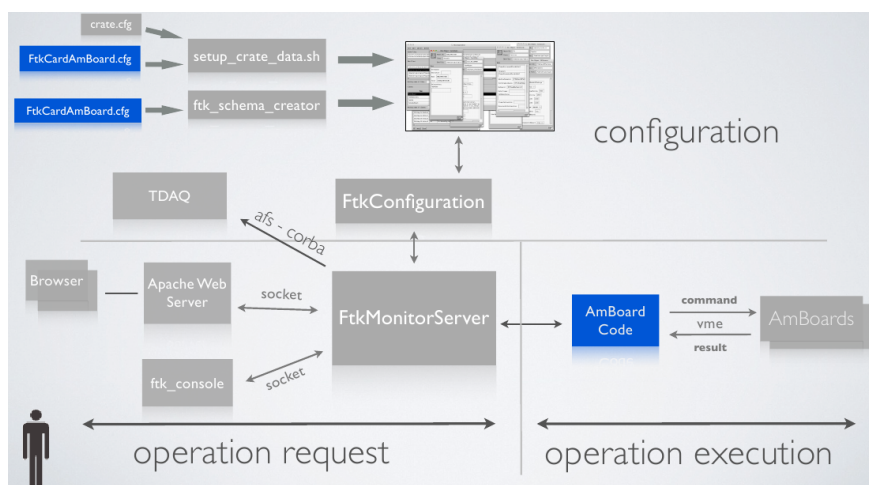 crate.cfg
FtkCardAmBoard.cfg
setup_crate_data.sh
FtkCardAmBoard.cfg
ftk_schema_creator
configuration
TDAQ
FtkConfiguration
afs - corba
Browser
Apache Web
Server
socket
FtkMonitorServer
AmBoard
Code
command
vme
result
AmBoards
ftk_console
socket
operation request
operation execution